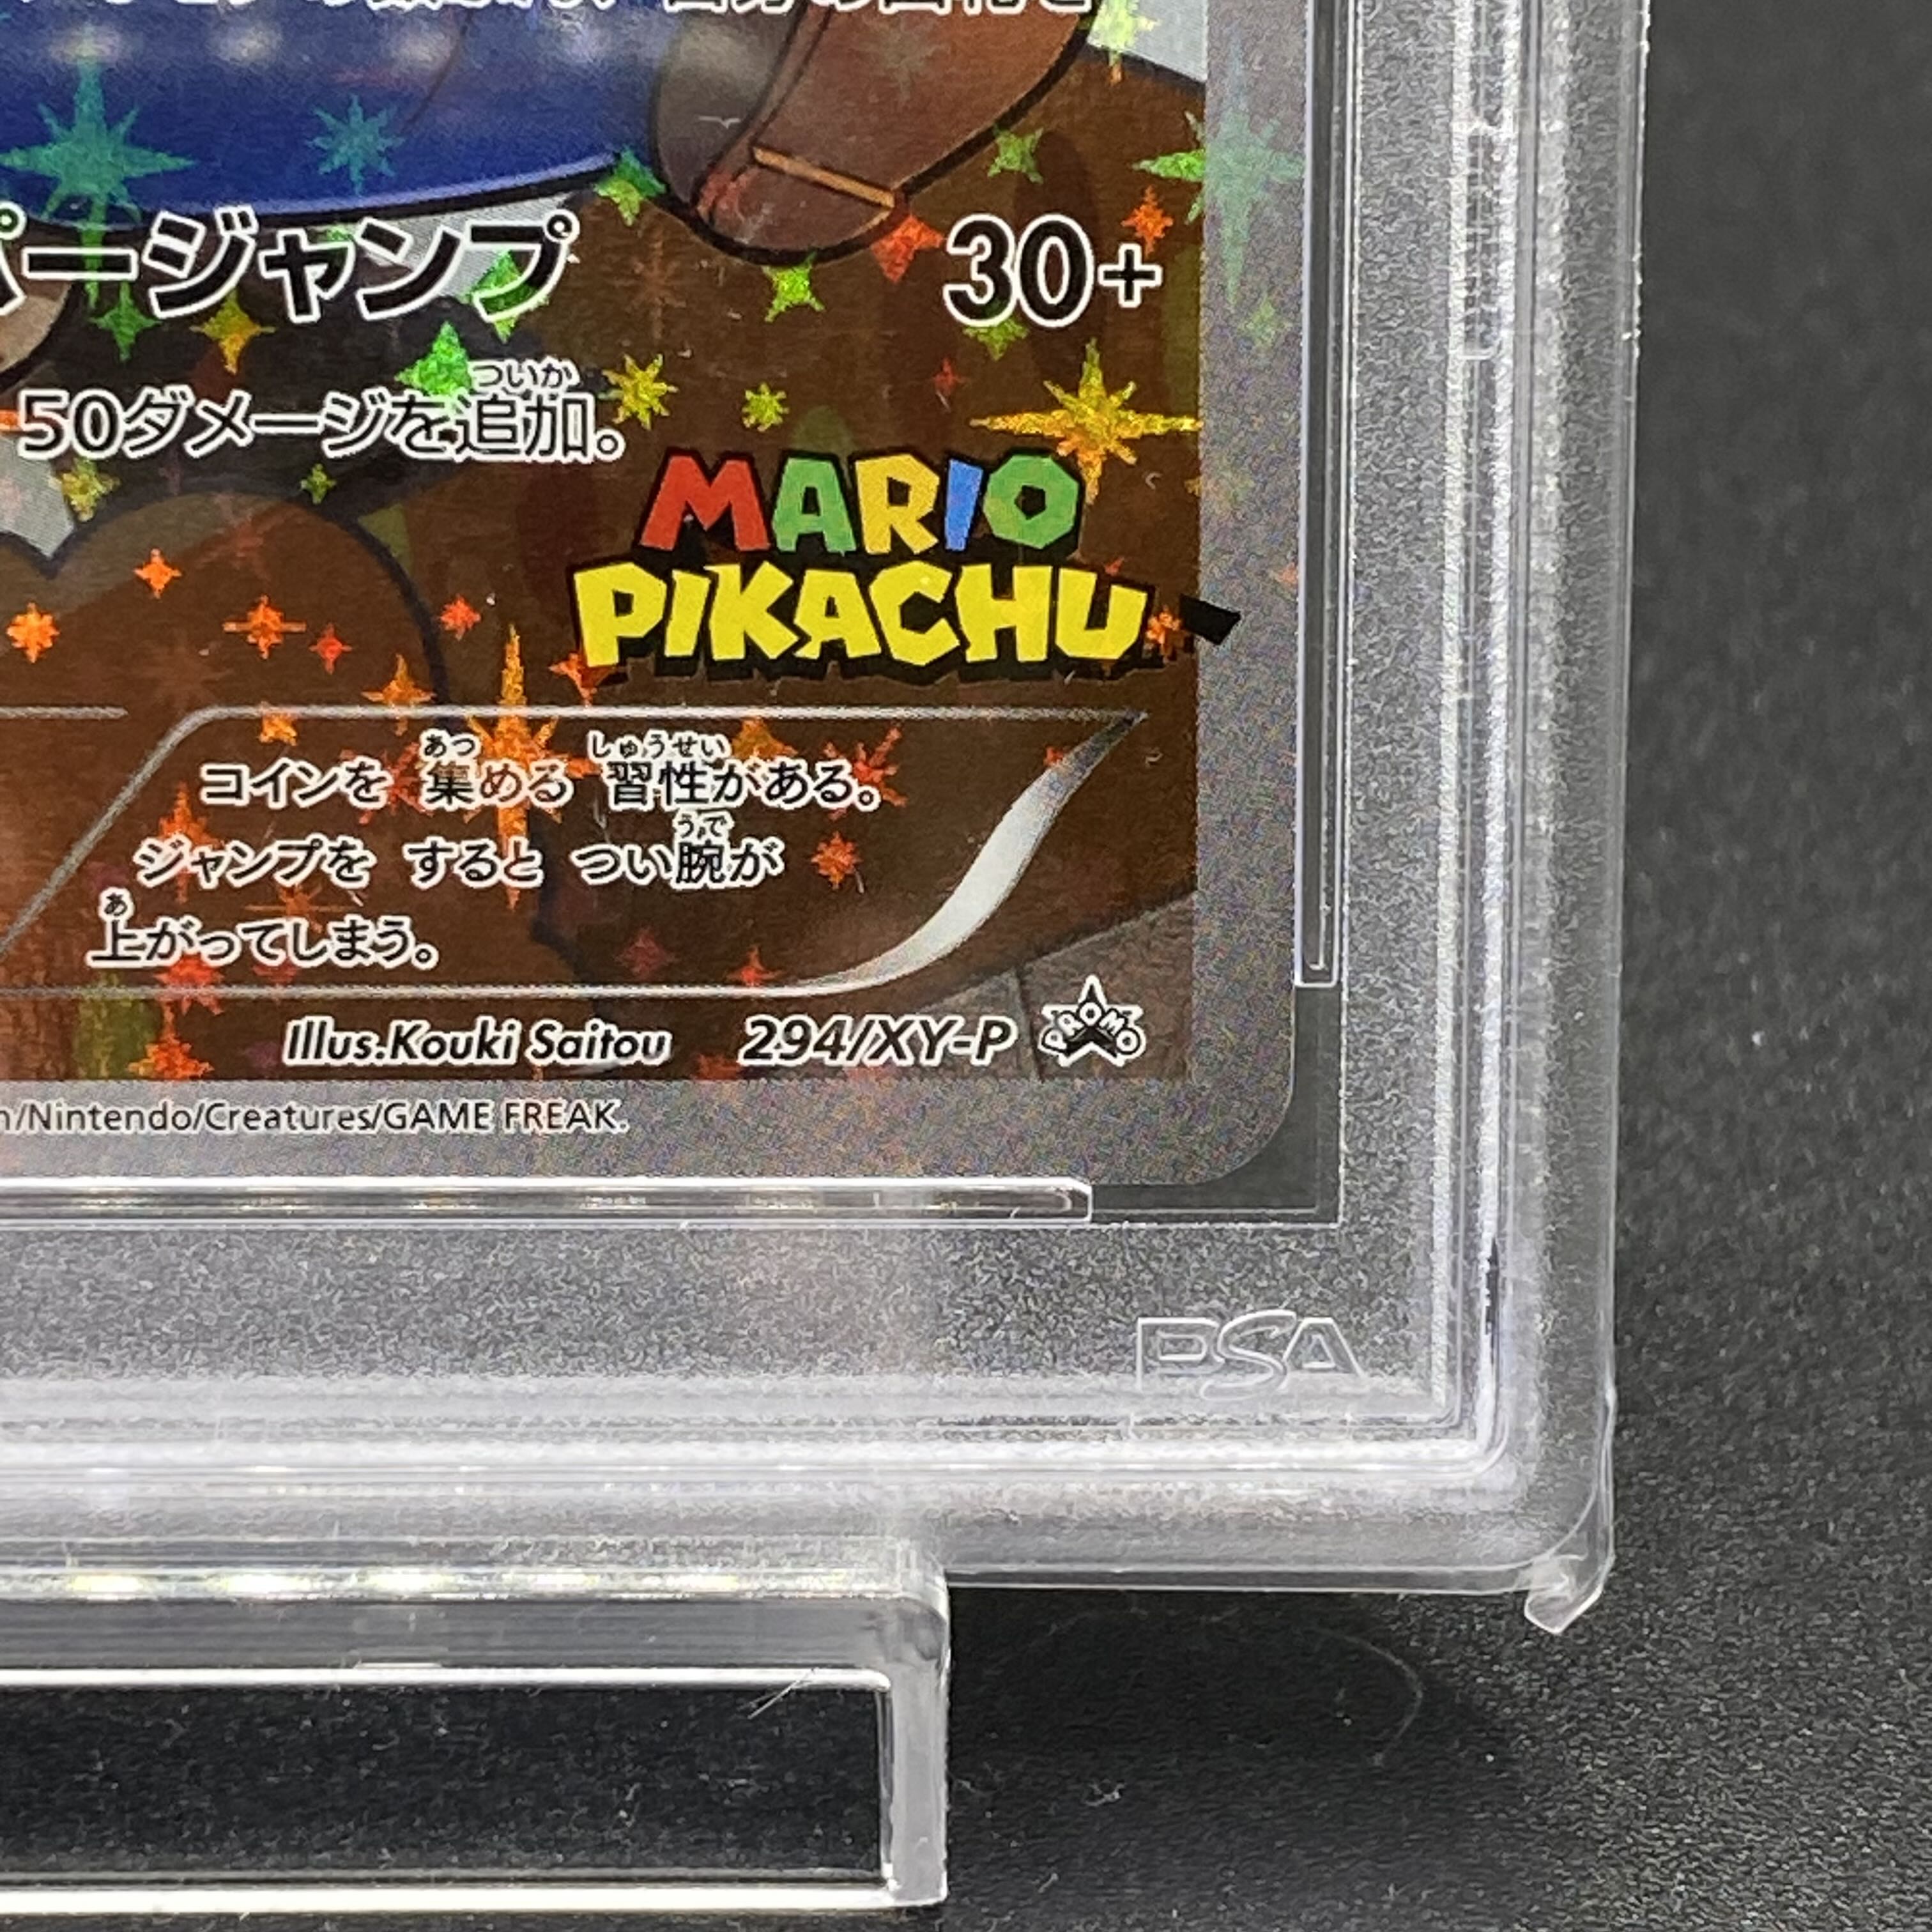 パージャンプ 30+
ついか
50ダメージを追加。
MARIO
PIKACHU
あつ しゅうせい
コインを 集める 習性がある。
うで
ジャンプを すると つい腕が
あ
上がってしまう。
Illus.Kouki Saitou 294/XY-P PROMO
/Nintendo/Creatures/GAME FREAK.
PSA